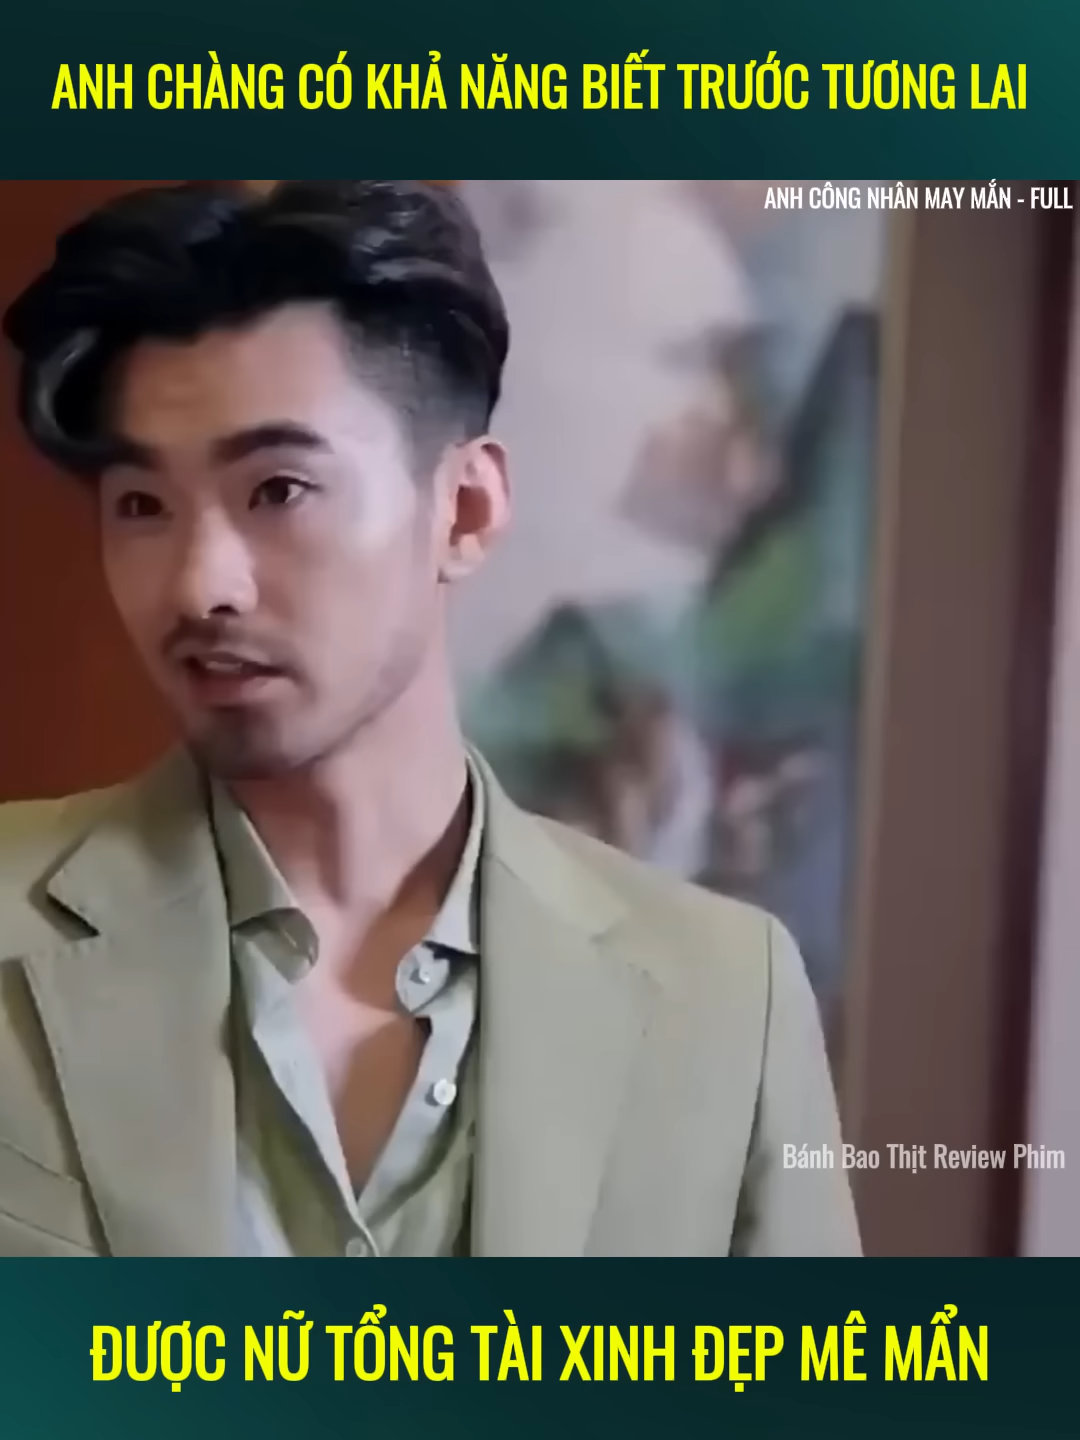 ANH CHÀNG CÓ KHẢ NĂNG BIẾT TRƯỚC TƯƠNG LAI
ANH CÔNG NHÂN MAY MẮN - FULL
Bánh Bao Thịt Review Phim
ĐƯỢC NỮ TỔNG TÀI XINH ĐẸP MÊ MẨN